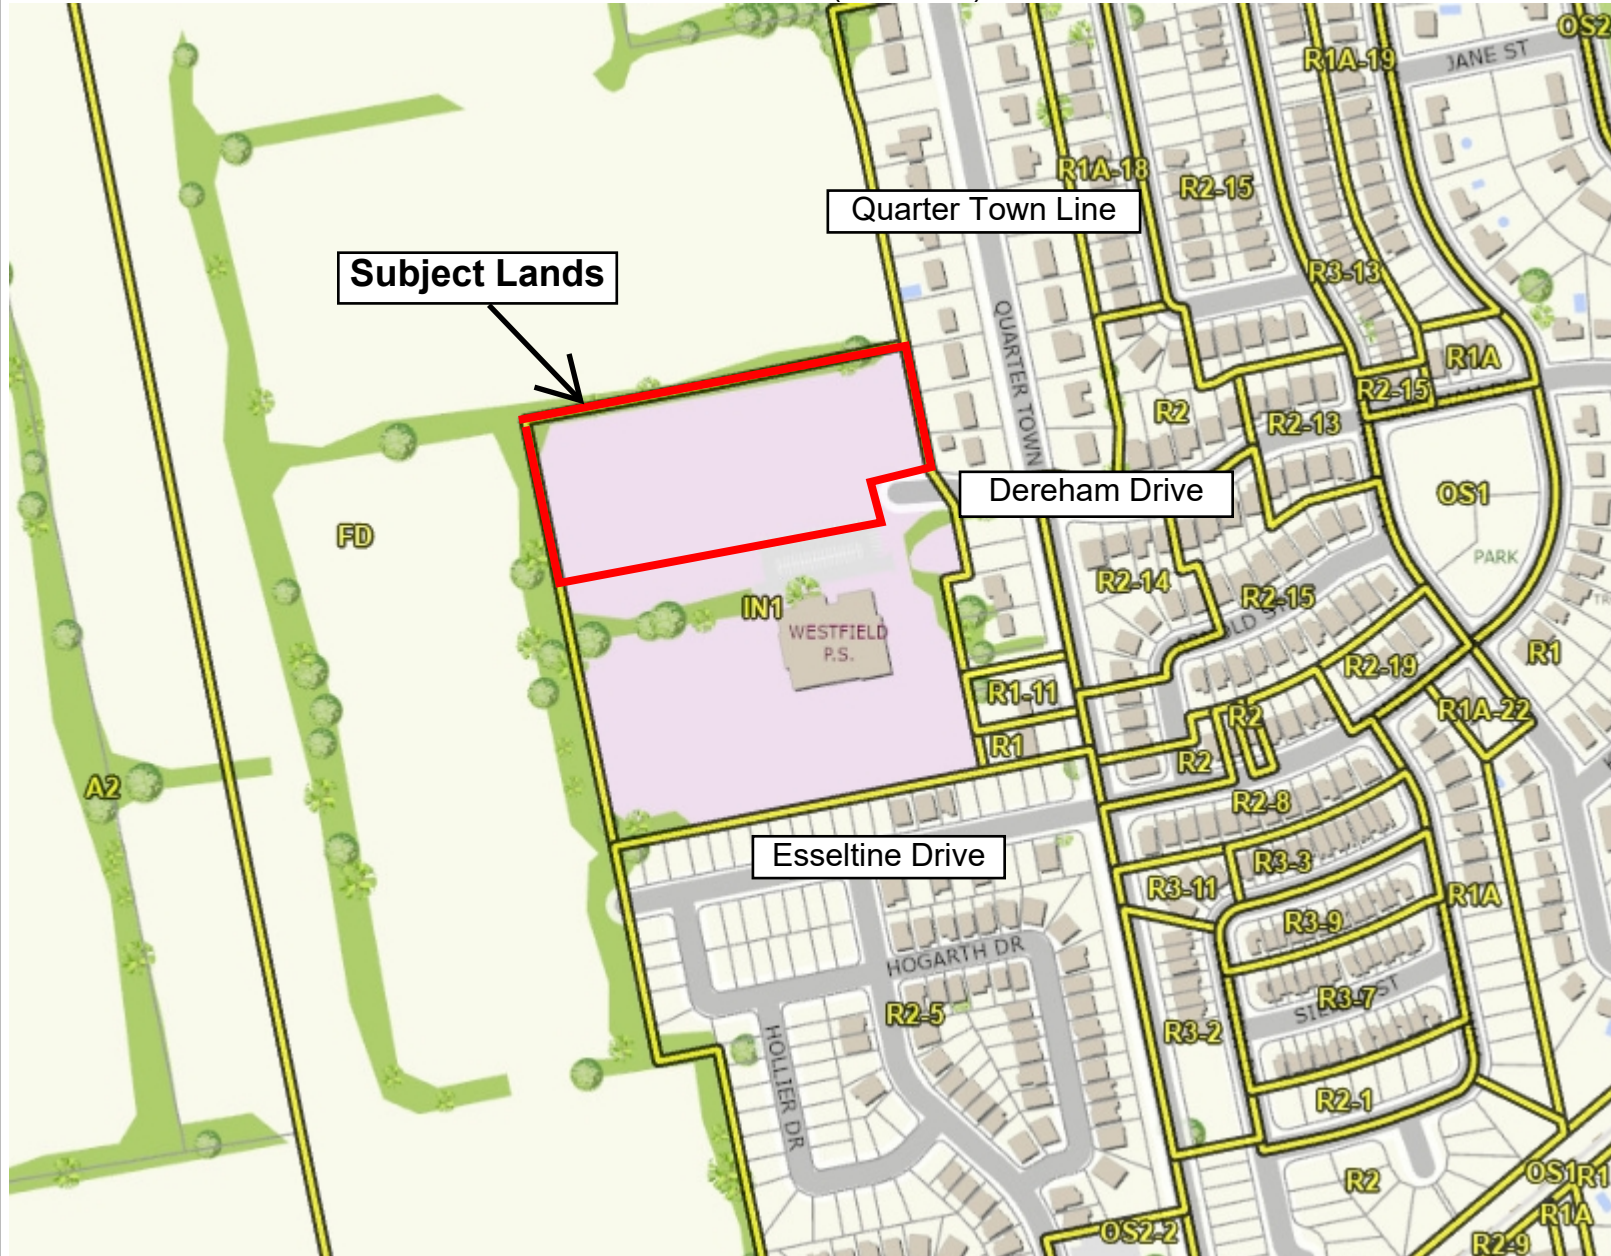 OS2
R1A-19
JANE ST
R1A-18
R2-15
Quarter Town Line
Subject Lands
R3-13
QUARTER TOWN
R1A
R2-15
R2
R2-13
Dereham Drive
OS1
FD
PARK
R2-14
R2-15
IN1
WESTFIELD
P.S.
R1
R2-19
R1-11
R1A-22
R2
R1
R2
A2
R2-8
Esseltine Drive
R3-3
R3-11
R1A
R3-9
HOGARTH DR
R3-7
R2-5
R3-2
HOLLIER DR
R2-1
R2
OS1
R1
R1A
OS2-2
R2-9